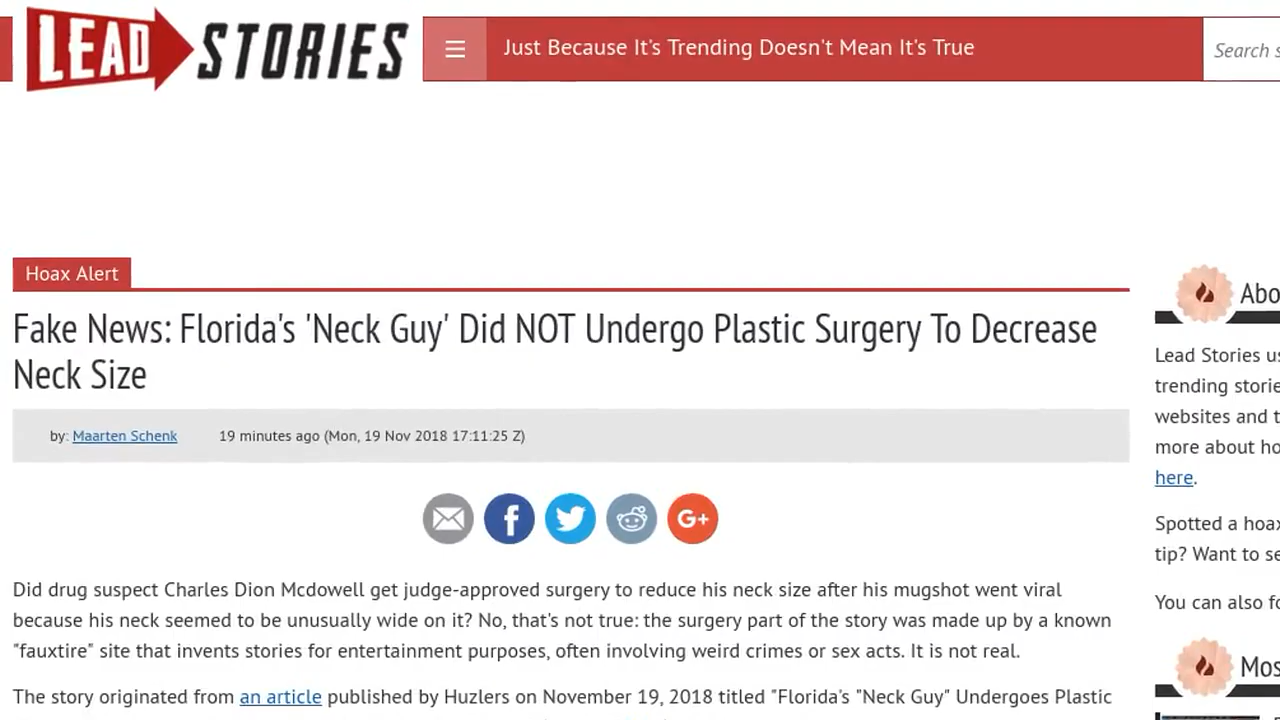 LEAD STORIES
Just Because It's Trending Doesn't Mean It's True
Search s
Hoax Alert
Fake News: Florida's 'Neck Guy' Did NOT Undergo Plastic Surgery To Decrease
Neck Size
by: Maarten Schenk 19 minutes ago (Mon, 19 Nov 2018 17:11:25 Z)
G+
Did drug suspect Charles Dion Mcdowell get judge-approved surgery to reduce his neck size after his mugshot went viral
because his neck seemed to be unusually wide on it? No, that's not true: the surgery part of the story was made up by a known
"fauxtire" site that invents stories for entertainment purposes, often involving weird crimes or sex acts. It is not real.
The story originated from an article published by Huzlers on November 19, 2018 titled "Florida's "Neck Guy" Undergoes Plastic
Abo
Lead Stories us
trending storie
websites and t
more about ho
here.
Spotted a hoax
tip? Want to se
You can also fo
Mos